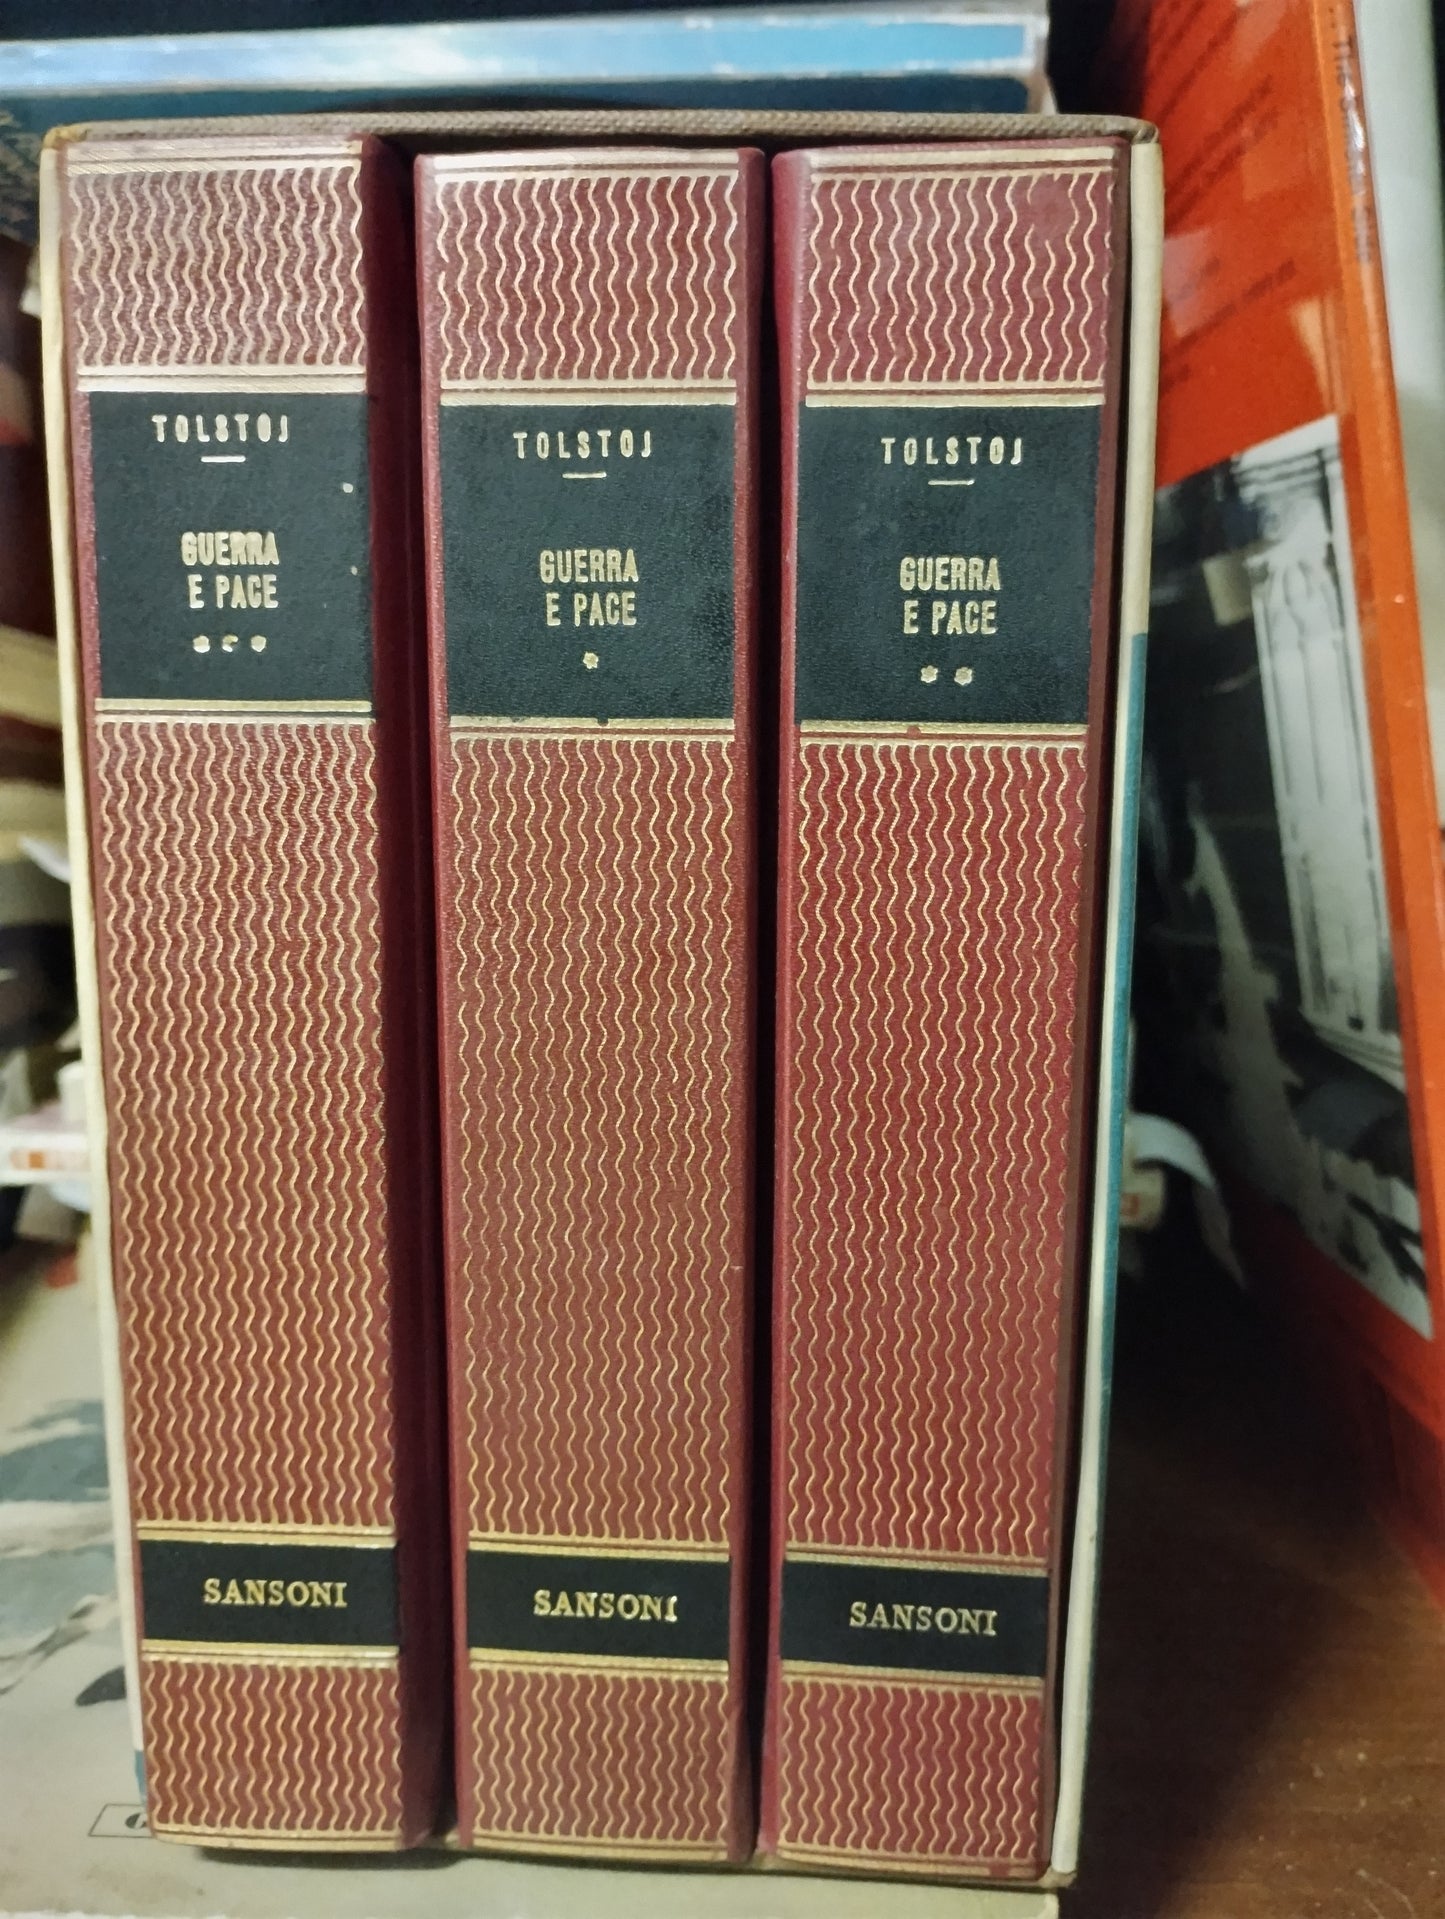 TOLSTOJ
GUERRA
E PACE
* * *
SANSONI
TOLSTOJ
GUERRA
E PACE
*
SANSONI
TOLSTOJ
GUERRA
E PACE
* *
SANSONI